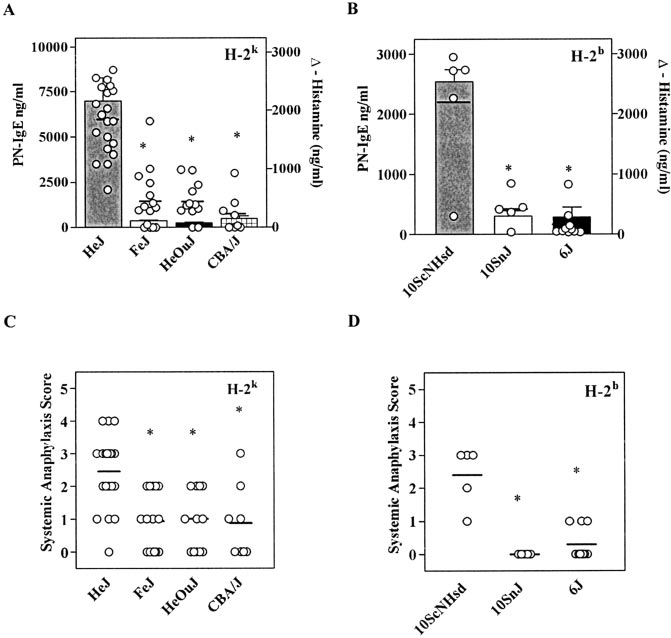 A
H-2k
PN-IgE ng/ml
10000
7500
5000
2500
0
3000
2000
1000
0
Δ - Histamine (ng/ml)
*
*
*
HeJ
FeJ
HeOuJ
CBA/J
B
H-2b
PN-IgE ng/ml
3000
2000
1000
0
3000
2000
1000
0
Δ - Histamine (ng/ml)
*
*
10ScNHsd
10SnJ
6J
C
H-2k
Systemic Anaphylaxis Score
5
4
3
2
1
0
*
*
*
HeJ
FeJ
HeOuJ
CBA/J
D
H-2b
Systemic Anaphylaxis Score
5
4
3
2
1
0
*
*
10ScNHsd
10SnJ
6J